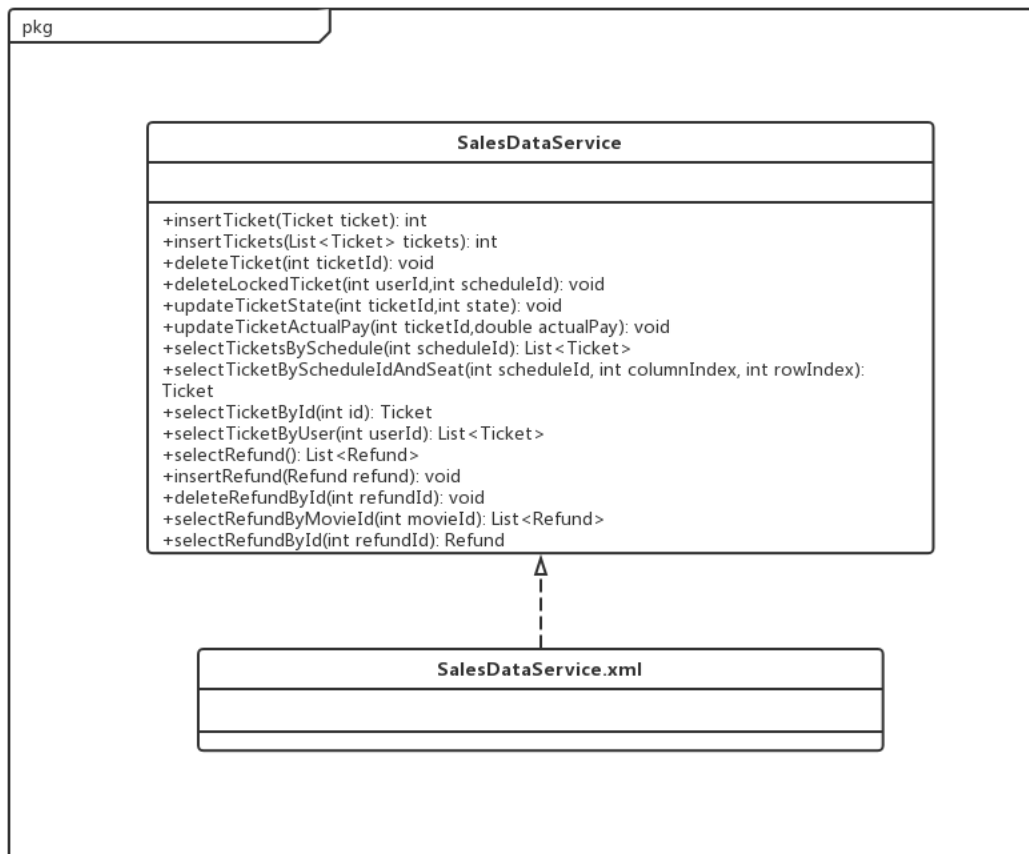 pkg
SalesDataService
+insertTicket(Ticket ticket): int
+insertTickets(List<Ticket> tickets): int
+deleteTicket(int ticketId): void
+deleteLockedTicket(int userId,int scheduleId): void
+updateTicketState(int ticketId,int state): void
+updateTicketActualPay(int ticketId,double actualPay): void
+selectTicketsBySchedule(int scheduleId): List<Ticket>
+selectTicketByScheduleIdAndSeat(int scheduleId, int columnIndex, int rowIndex):
Ticket
+selectTicketById(int id): Ticket
+selectTicketByUser(int userId): List<Ticket>
+selectRefund(): List<Refund>
+insertRefund(Refund refund): void
+deleteRefundById(int refundId): void
+selectRefundByMovieId(int movieId): List<Refund>
+selectRefundById(int refundId): Refund
SalesDataService.xml